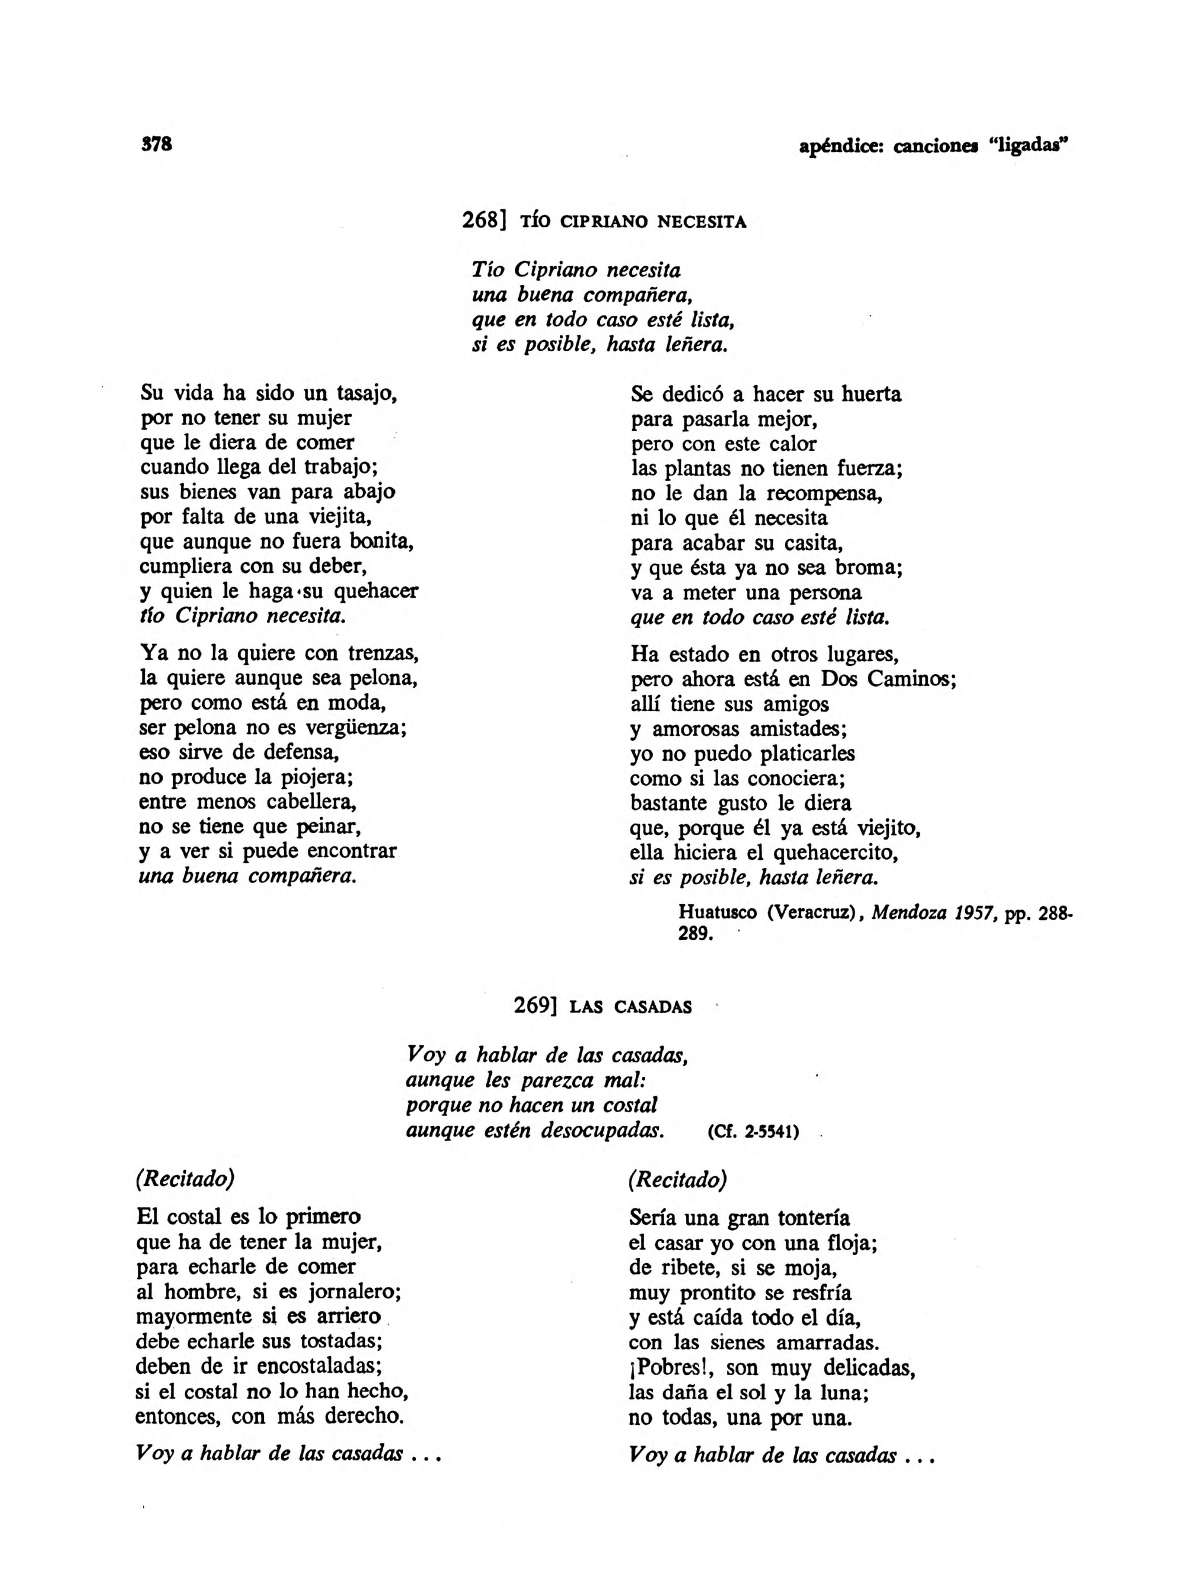 378
apéndice: canciones “ligadas”
268] TÍO CIPRIANO NECESITA
Tío Cipriano necesita
una buena compañera,
que en todo caso esté lista,
si es posible, hasta leñera.
Su vida ha sido un tasajo,
por no tener su mujer
que le diera de comer
cuando llega del trabajo;
sus bienes van para abajo
por falta de una viejita,
que aunque no fuera bonita,
cumpliera con su deber,
y quien le haga su quehacer
tío Cipriano necesita.
Ya no la quiere con trenzas,
la quiere aunque sea pelona,
pero como está en moda,
ser pelona no es vergüenza;
eso sirve de defensa,
no produce la piojera;
entre menos cabellera,
no se tiene que peinar,
y a ver si puede encontrar
una buena compañera.
Se dedicó a hacer su huerta
para pasarla mejor,
pero con este calor
las plantas no tienen fuerza;
no le dan la recompensa,
ni lo que él necesita
para acabar su casita,
y que ésta ya no sea broma;
va a meter una persona
que en todo caso esté lista.
Ha estado en otros lugares,
pero ahora está en Dos Caminos;
allí tiene sus amigos
y amorosas amistades;
yo no puedo platicarles
como si las conociera;
bastante gusto le diera
que, porque él ya está viejito,
ella hiciera el quehacercito,
si es posible, hasta leñera.
Huatusco (Veracruz), Mendoza 1957, pp. 288-
289.
269] LAS CASADAS
Voy a hablar de las casadas,
aunque les parezca mal:
porque no hacen un costal
aunque estén desocupadas. (Cf. 2-5541)
(Recitado)
El costal es lo primero
que ha de tener la mujer,
para echarle de comer
al hombre, si es jornalero;
mayormente si es arriero
debe echarle sus tostadas;
deben de ir encostaladas;
si el costal no lo han hecho,
entonces, con más derecho.
Voy a hablar de las casadas ...
(Recitado)
Sería una gran tontería
el casar yo con una floja;
de ribete, si se moja,
muy prontito se resfría
y está caída todo el día,
con las sienes amarradas.
¡Pobres!, son muy delicadas,
las daña el sol y la luna;
no todas, una por una.
Voy a hablar de las casadas ...